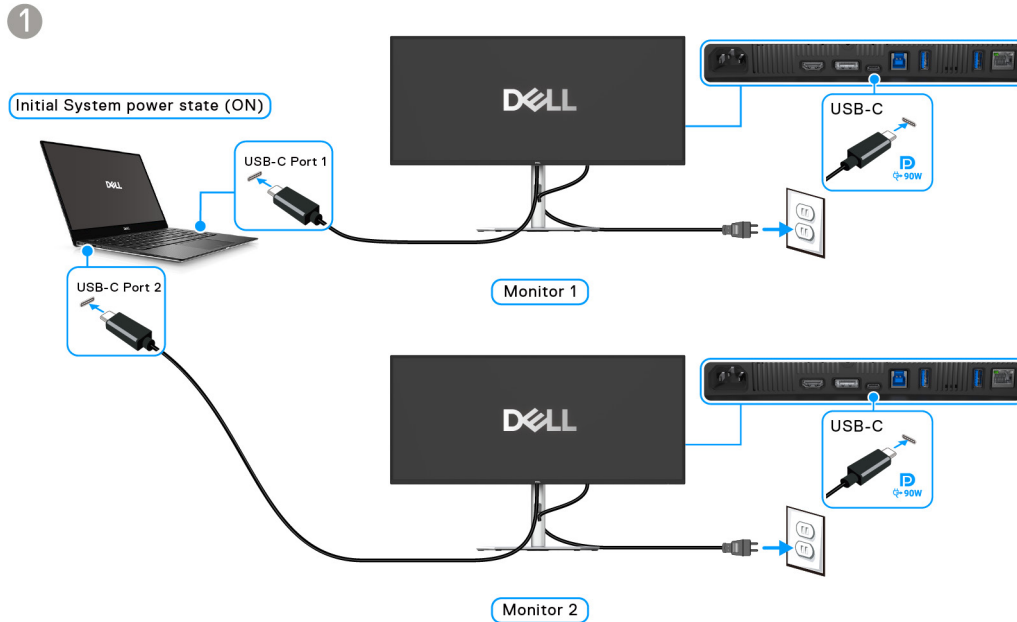 1
Initial System power state (ON)
DELL
USB-C
90W
USB-C Port 1
DELL
USB-C Port 2
Monitor 1
DELL
USB-C
90W
Monitor 2